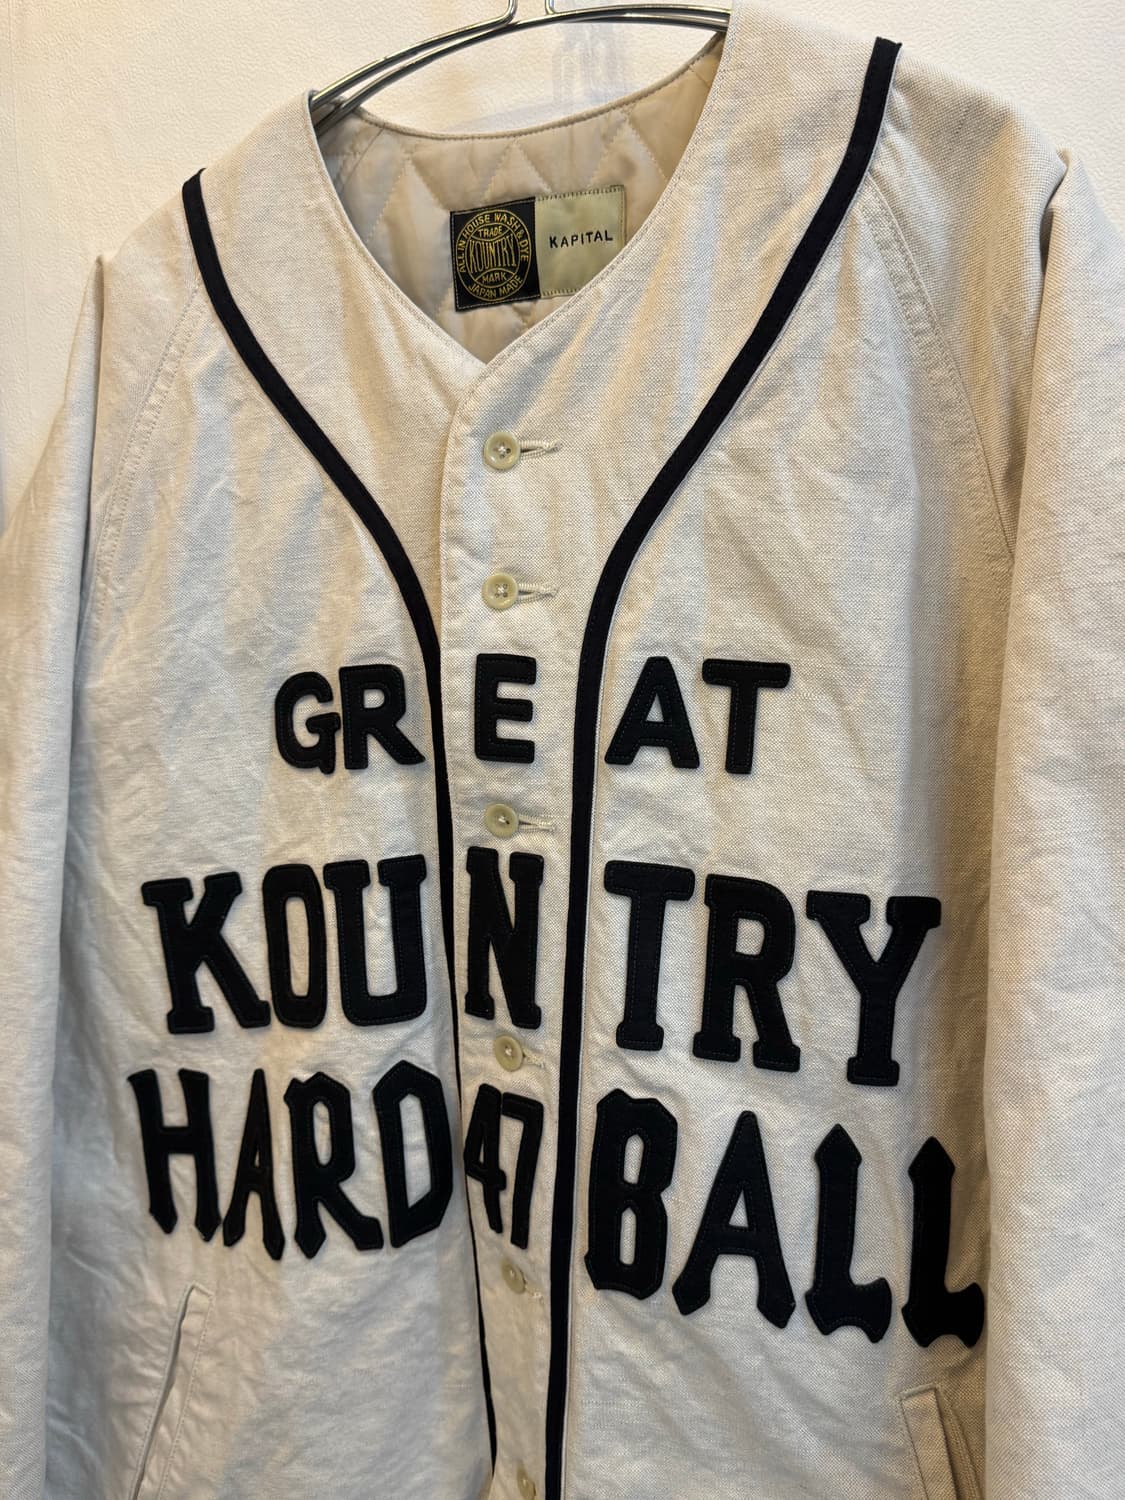 ALL IN HOUSE WASH & DYE
TRADE
KOUNTRY
MARK
JAPAN MADE
KAPITAL
GREAT
KOUNTRY
HARD 47 BALL